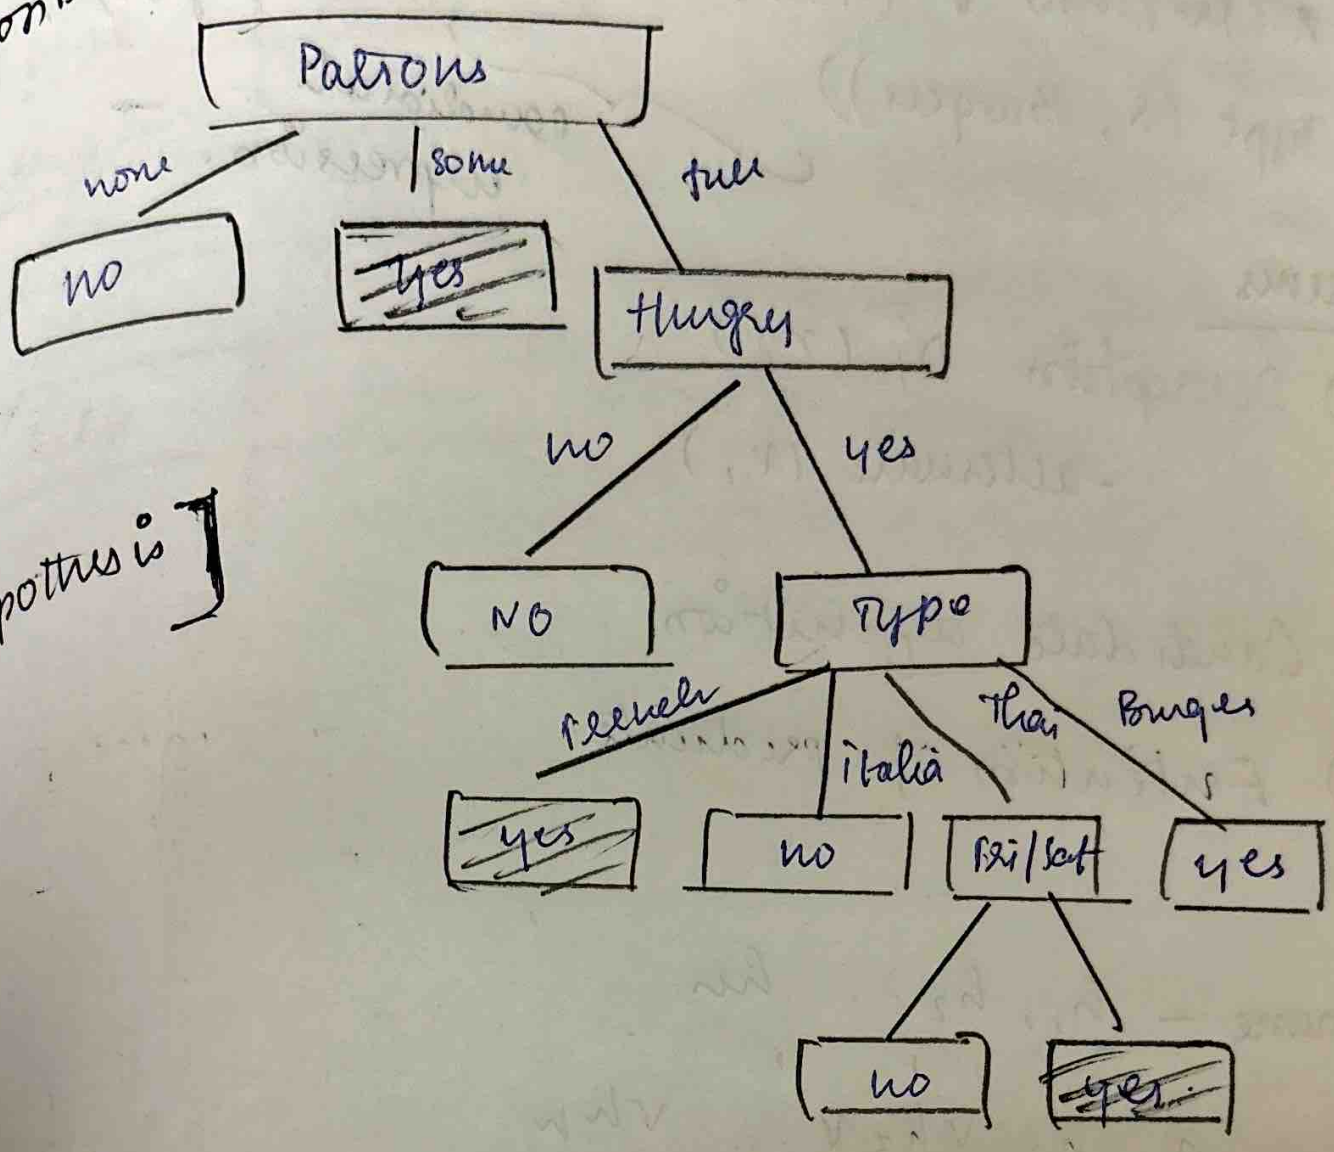 Patrons
none
some
full
no
yes
Hungry
no
yes
pothesis]
NO
Type
french
italia
Thai
Burger
yes
no
Fri/Sat
yes
no
yes